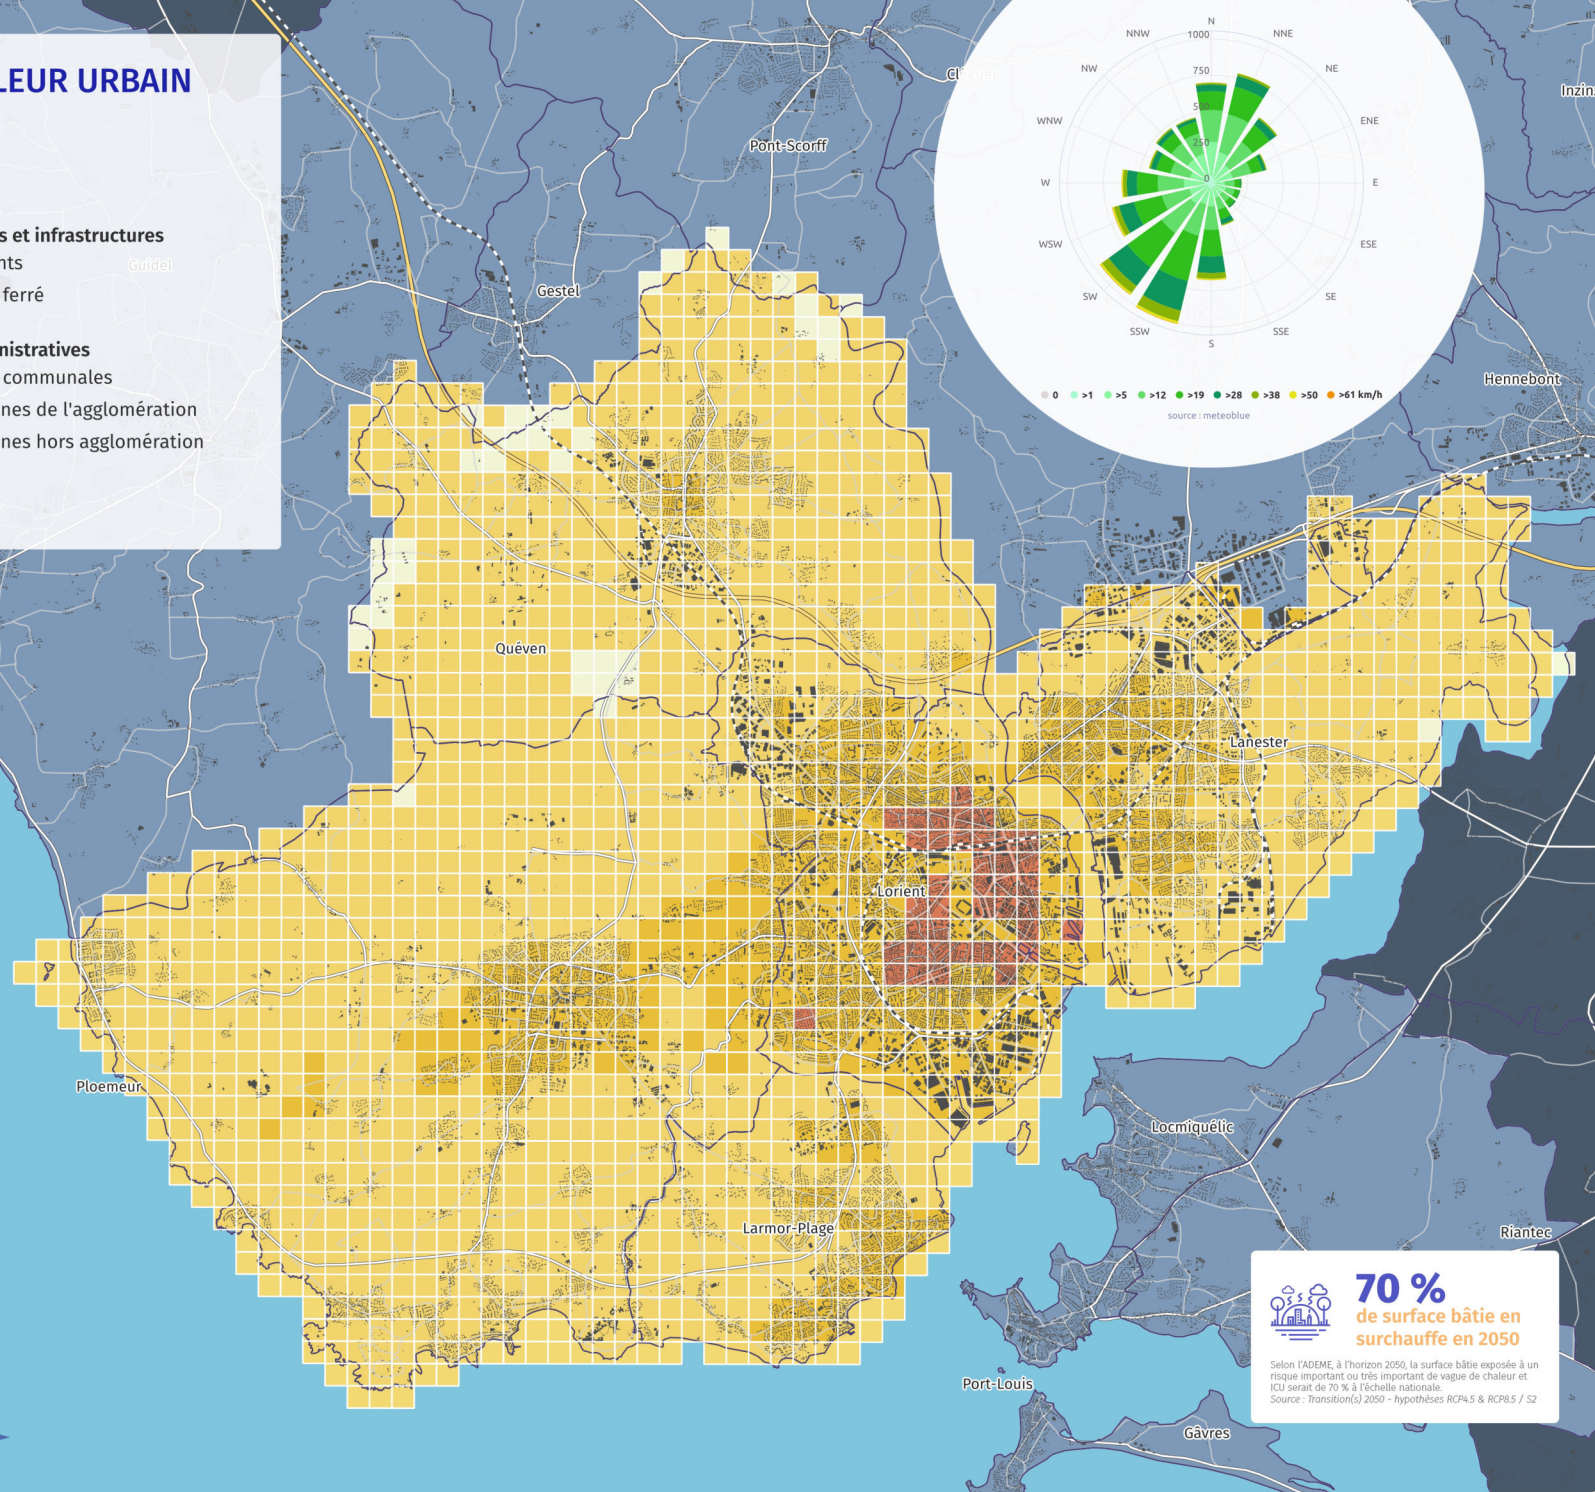 LEUR URBAIN
s et infrastructures
nts
ferré
nistratives
communales
nes de l'agglomération
nes hors agglomération
Guidel
Gestel
Pont-Scorff
Cléguer
Inzin
Hennebont
Quéven
Lanester
Lorient
Ploemeur
Larmor-Plage
Locmiquélic
Riantec
Port-Louis
Gâvres
N
NNE
NE
ENE
E
ESE
SE
SSE
S
SSW
SW
WSW
W
WNW
NW
NNW
1000
750
500
250
0
0 >1 >5 >12 >19 >28 >38 >50 >61 km/h
source : meteoblue
70 %
de surface bâtie en
surchauffe en 2050
Selon l'ADEME, à l'horizon 2050, la surface bâtie exposée à un
risque important ou très important de vague de chaleur et
ICU serait de 70 % à l'échelle nationale.
Source : Transition(s) 2050 - hypothèses RCP4.5 & RCP8.5 / S2